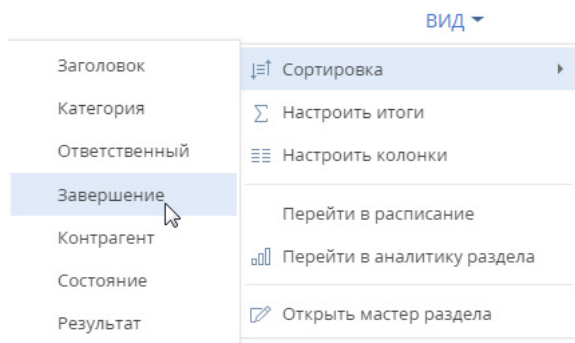 ВИД
Сортировка
Настроить итоги
Настроить колонки
Перейти в расписание
Перейти в аналитику раздела
Открыть мастер раздела
Заголовок
Категория
Ответственный
Завершение
Контрагент
Состояние
Результат